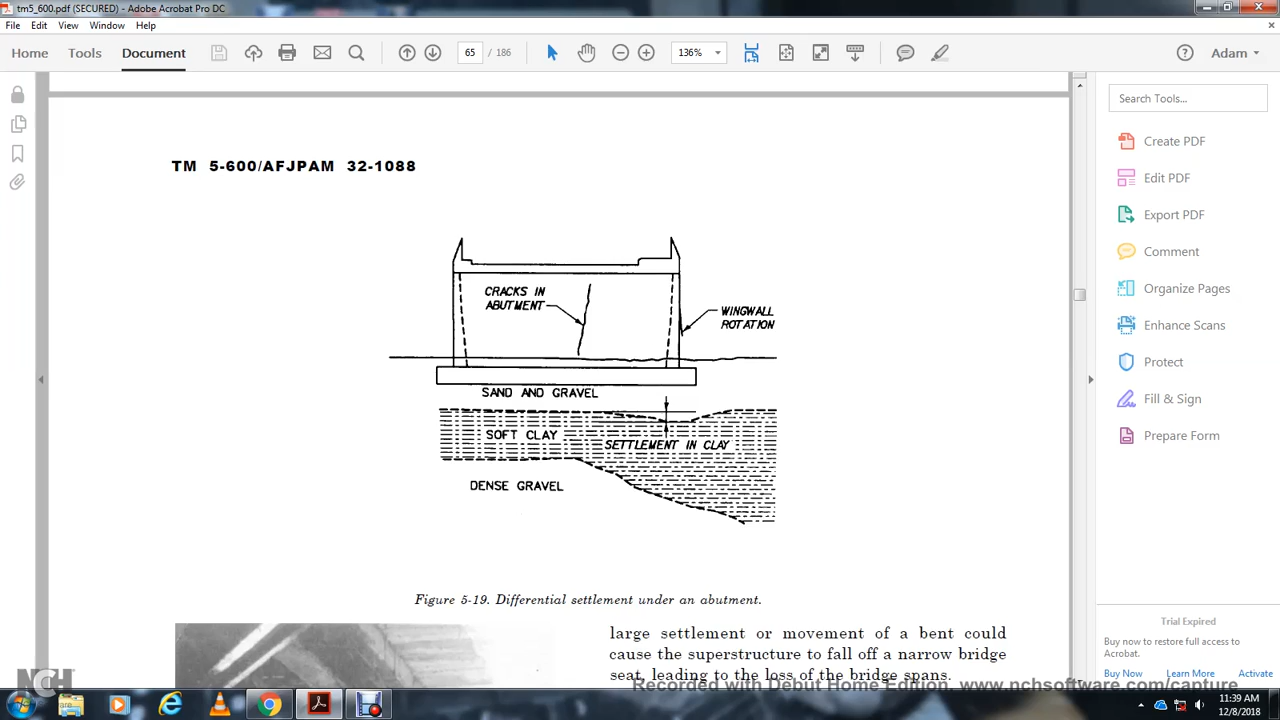 tm5_600.pdf (SECURED) - Adobe Acrobat Pro DC
File Edit View Window Help
Home Tools Document 65 / 186 136% Adam
Search Tools...
TM 5-600/AFJPAM 32-1088
Create PDF
Edit PDF
Export PDF
Comment
Organize Pages
Enhance Scans
Protect
Fill & Sign
Prepare Form
CRACKS IN
ABUTMENT
WINGWALL
ROTATION
SAND AND GRAVEL
SOFT CLAY
SETTLEMENT IN CLAY
DENSE GRAVEL
Figure 5-19. Differential settlement under an abutment.
large settlement or movement of a bent could
cause the superstructure to fall off a narrow bridge
seat, leading to the loss of the bridge spans.
Trial Expired
Buy now to restore full access to
Acrobat.
Buy Now Learn More Activate
NCH
Recorded with Debut Home Edition. www.nchsoftware.com/capture
11:39 AM
12/8/2018